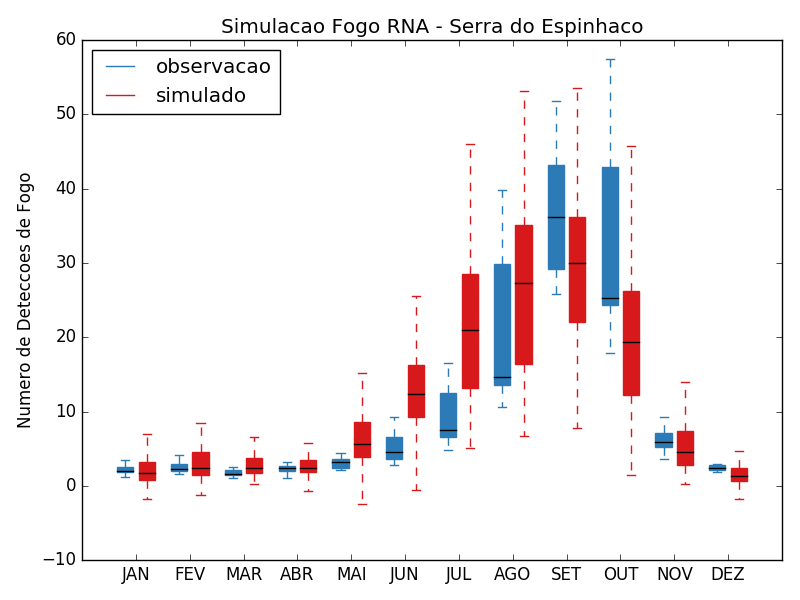 Simulacao Fogo RNA - Serra do Espinhaco
60
observacao
simulado
50
40
30
20
10
0
−10
Numero de Deteccoes de Fogo
JAN FEV MAR ABR MAI JUN JUL AGO SET OUT NOV DEZ